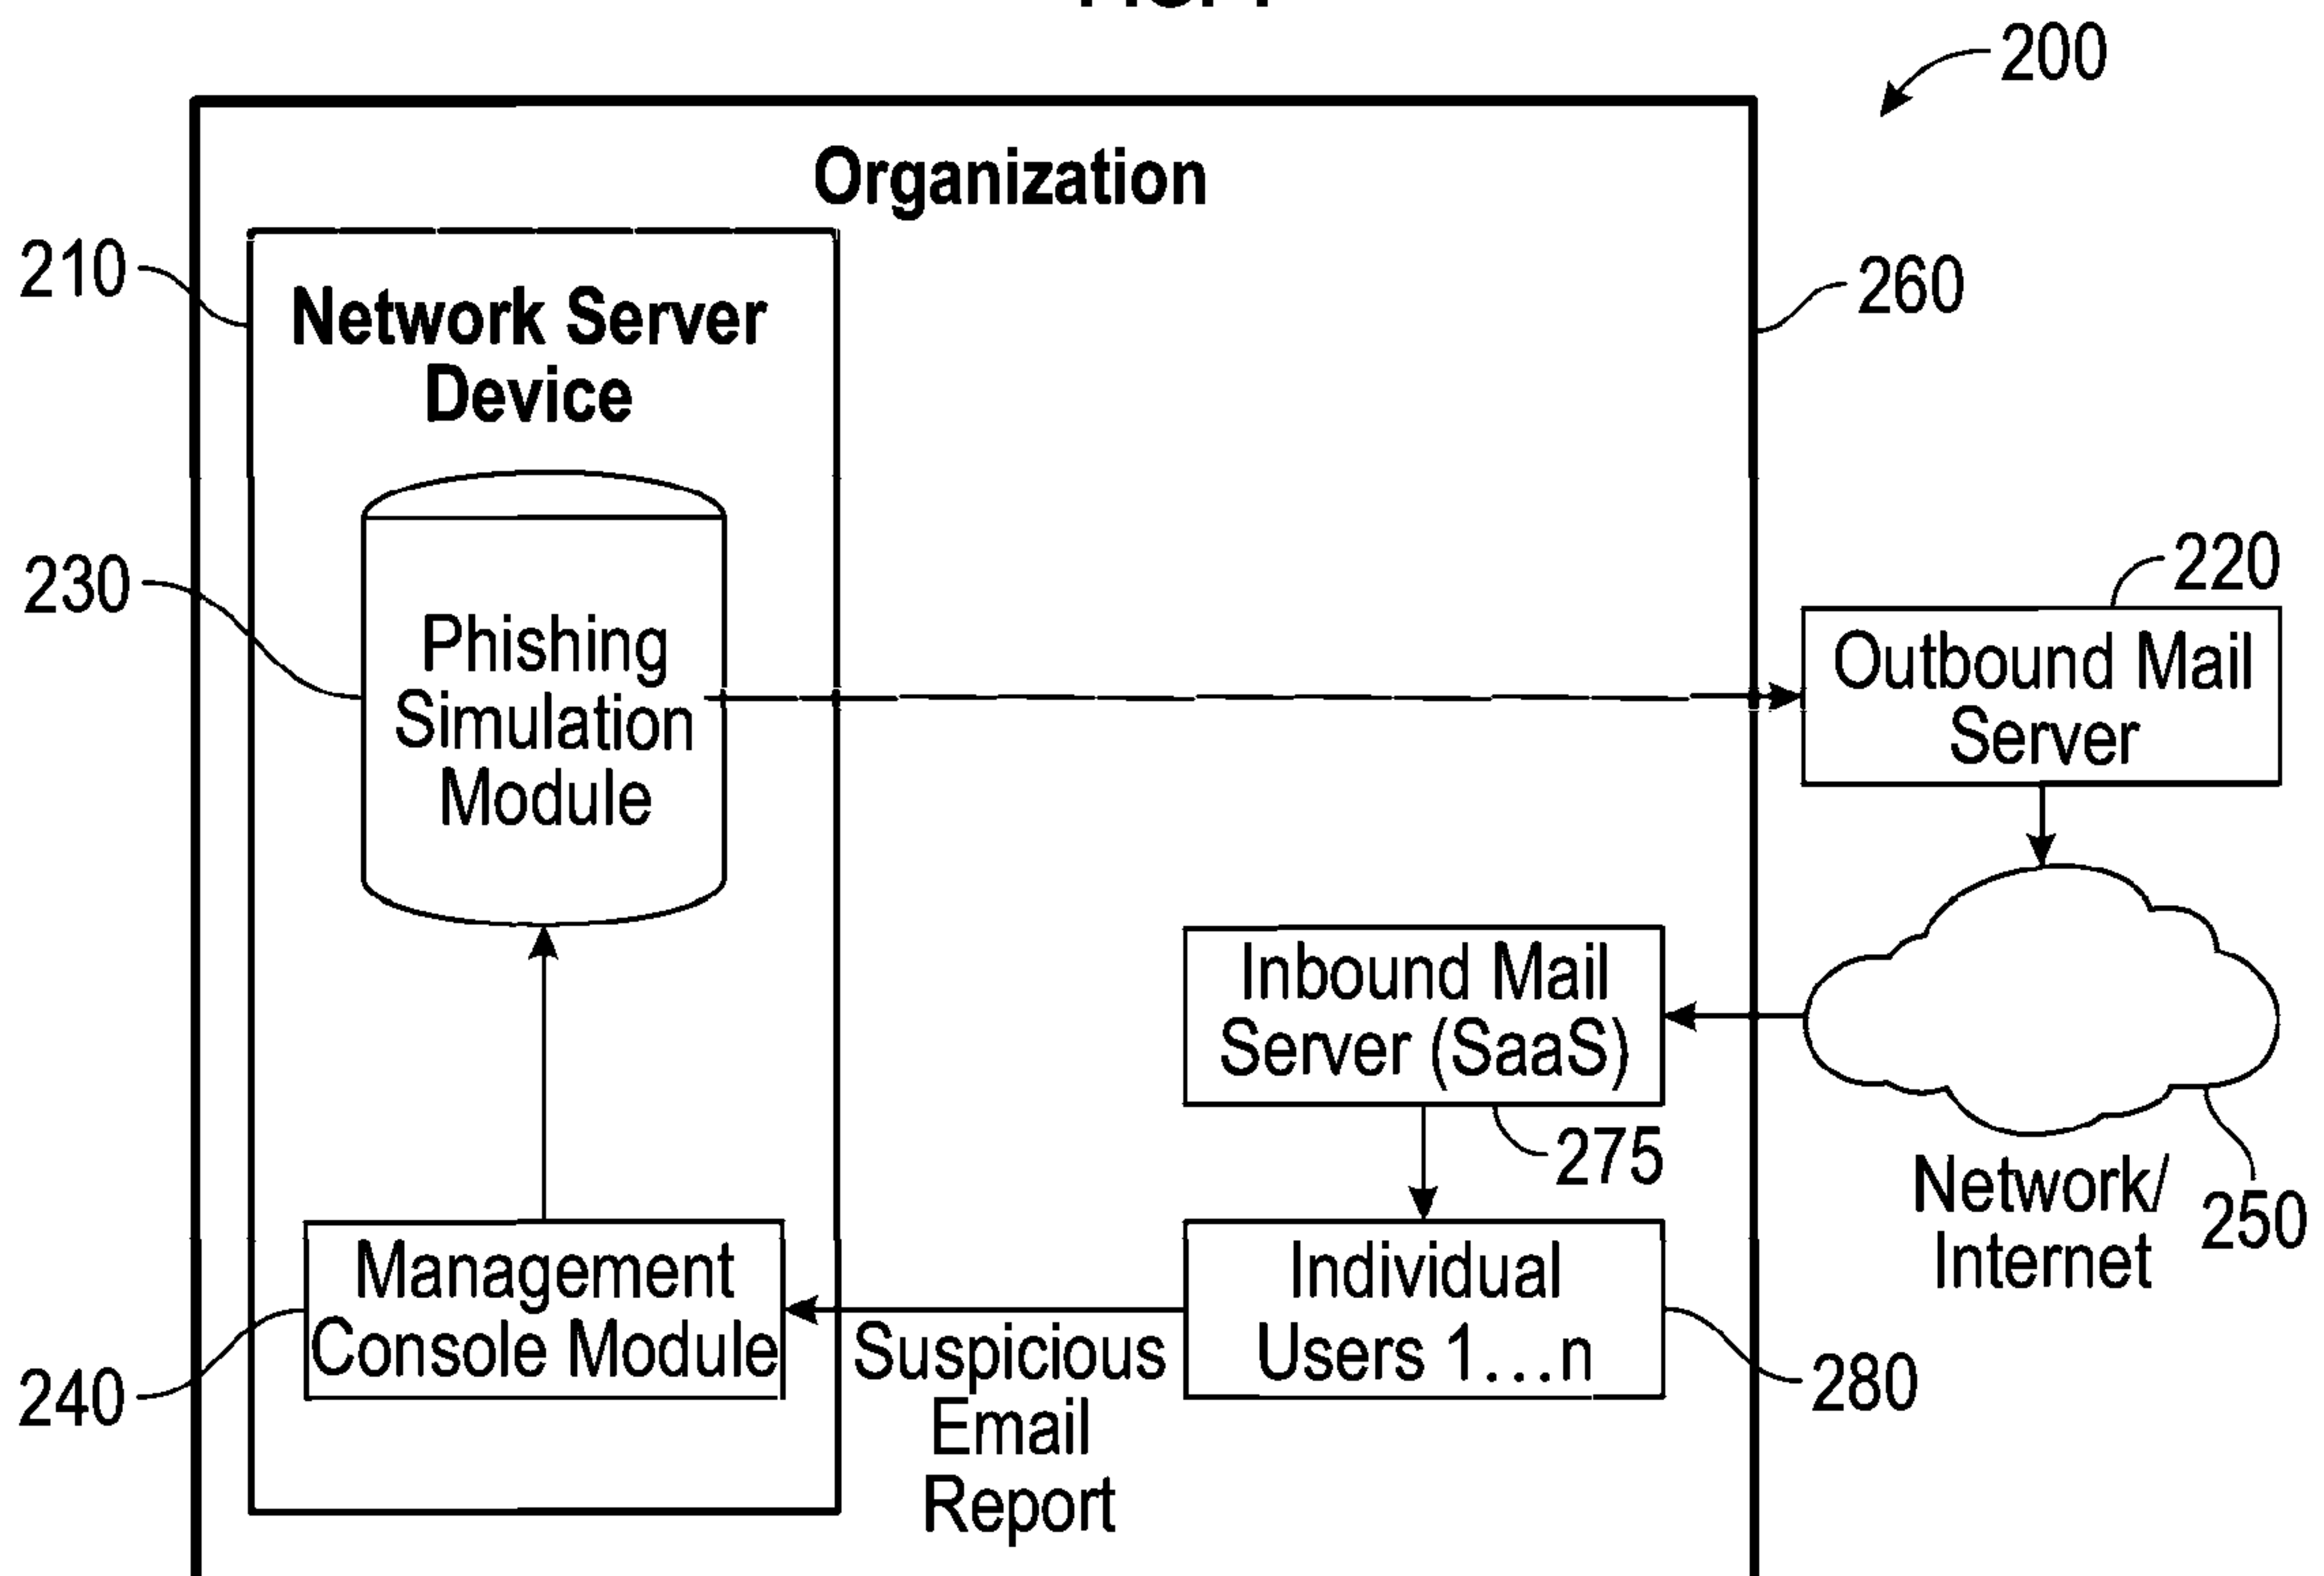 200
Organization
210
Network Server
Device
260
230
Phishing
Simulation
Module
220
Outbound Mail
Server
Inbound Mail
Server (SaaS)
275
Network/
Internet
250
Management
Console Module
240
Suspicious
Email
Report
Individual
Users 1...n
280